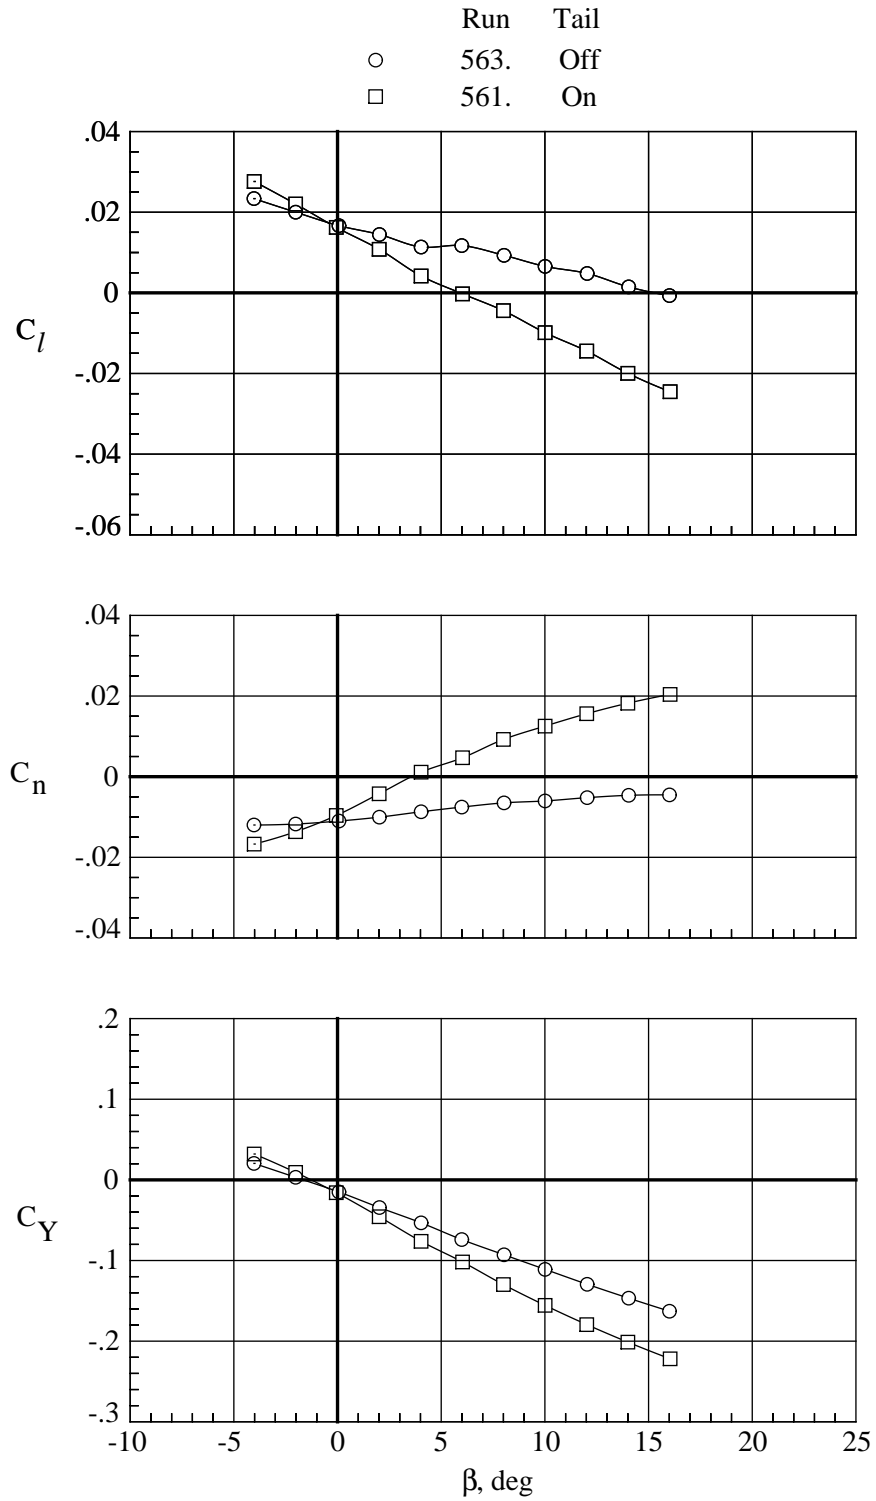 Run Tail
563. Off
561. On
.04
.02
0
-.02
-.04
-.06
C_l
.04
.02
0
-.02
-.04
C_n
.2
.1
0
-.1
-.2
-.3
C_Y
-10 -5 0 5 10 15 20 25
β, deg